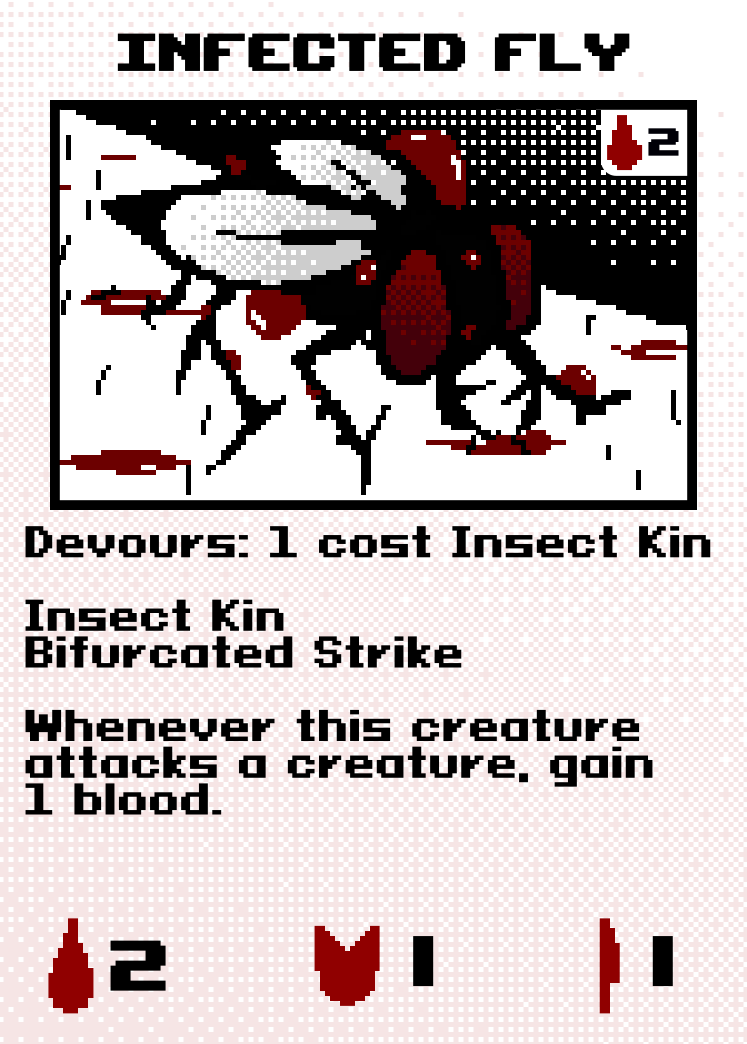 INFECTED FLY
2
Devours: 1 cost Insect Kin
Insect Kin
Bifurcated Strike
Whenever this creature
attacks a creature, gain
1 blood.
2 1 1